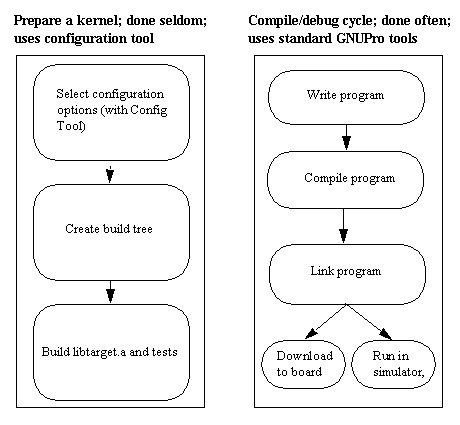 Prepare a kernel; done seldom;
uses configuration tool
Select configuration
options (with Config
Tool)
Create build tree
Build libtarget.a and tests
Compile/debug cycle; done often;
uses standard GNUPro tools
Write program
Compile program
Link program
Download
to board
Run in
simulator,